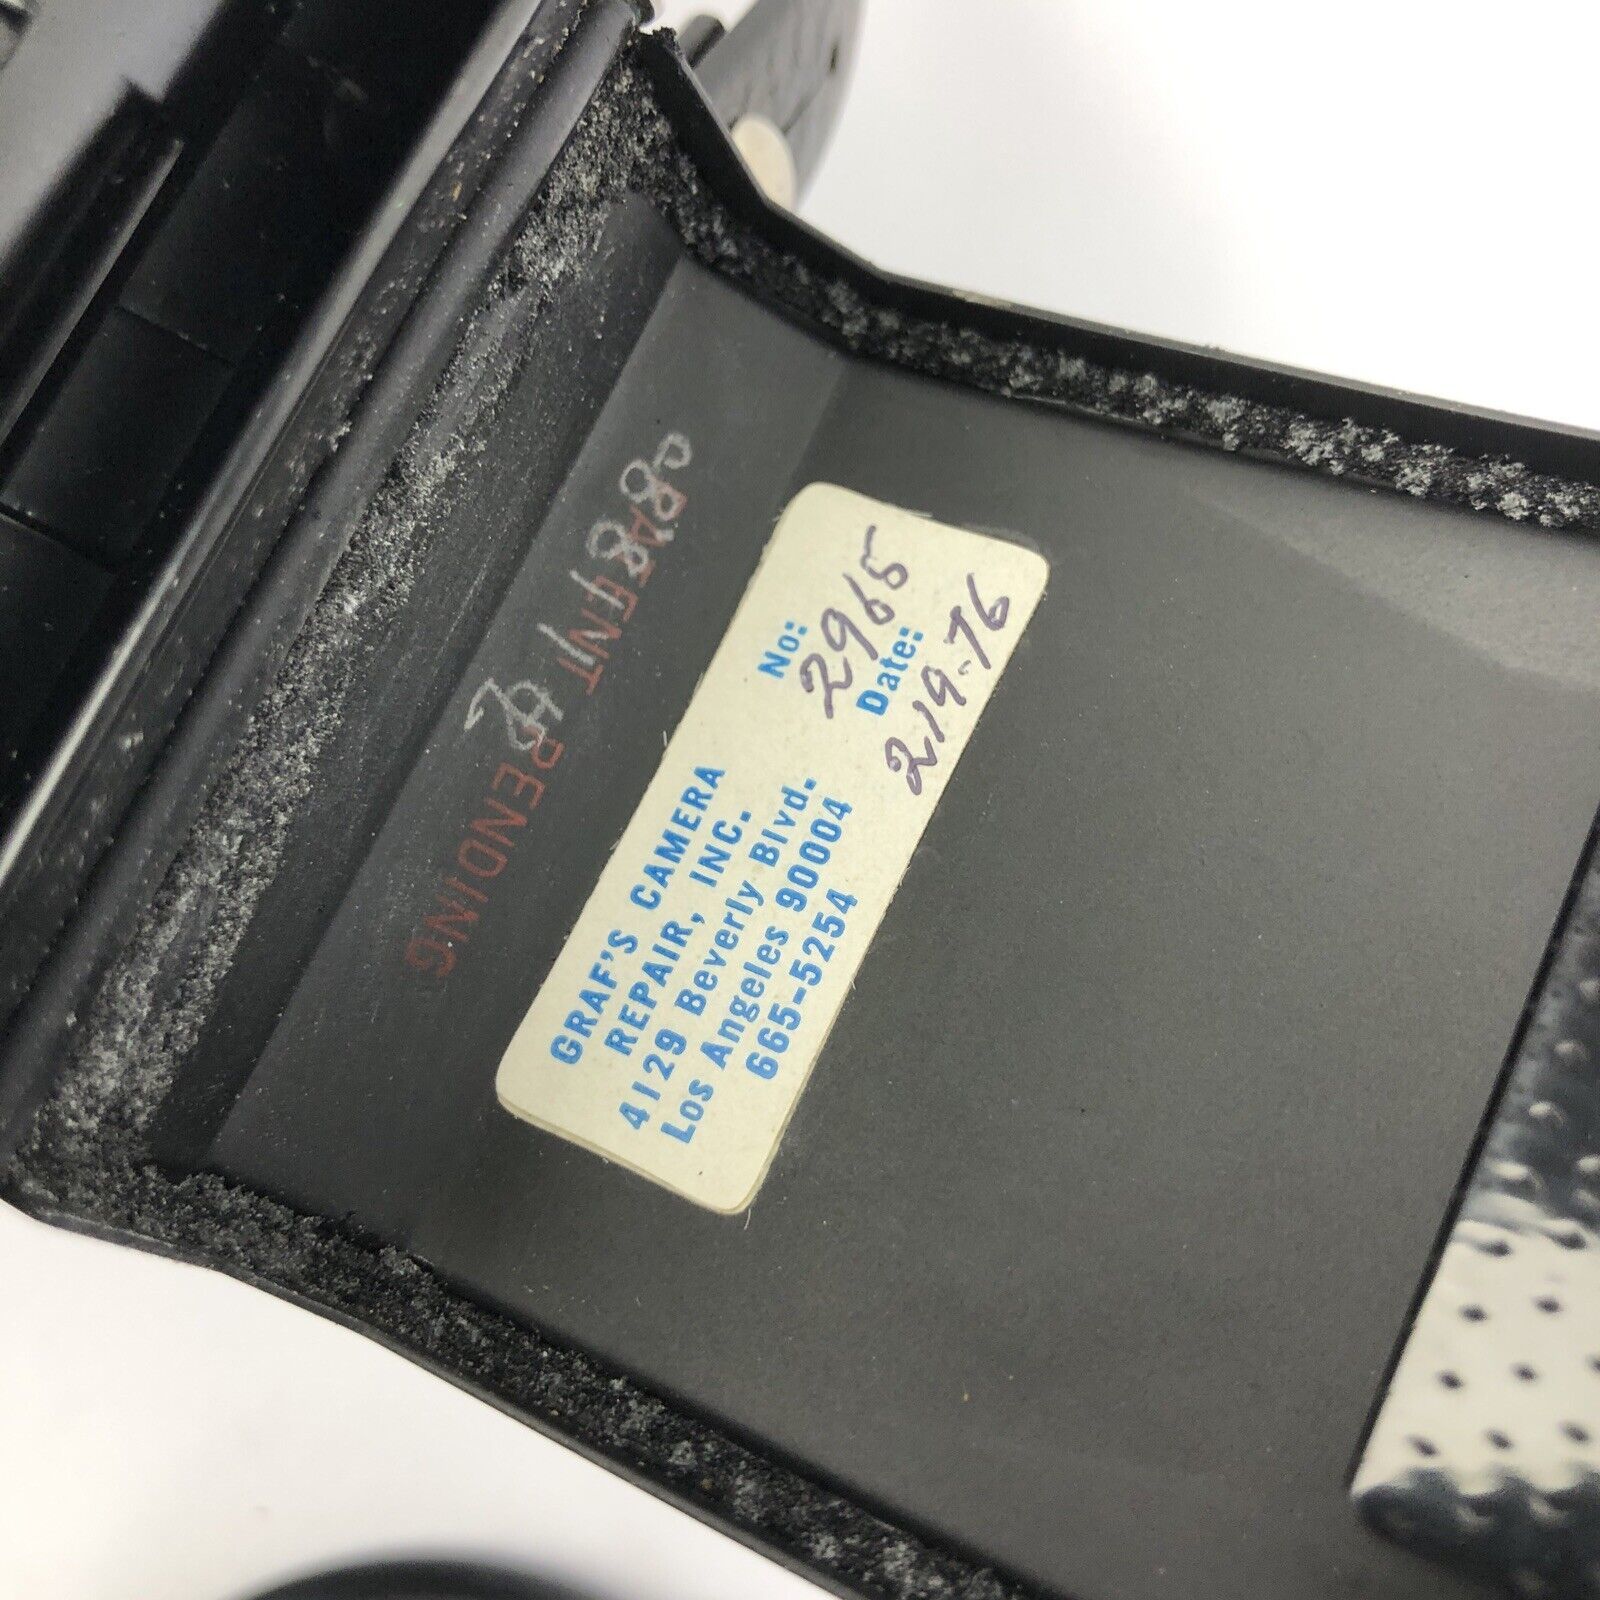 PATENT PENDING
GRAF'S CAMERA
REPAIR, INC.
4129 Beverly Blvd.
Los Angeles 90004
665-5254
No:
2965
Date:
2-19-76